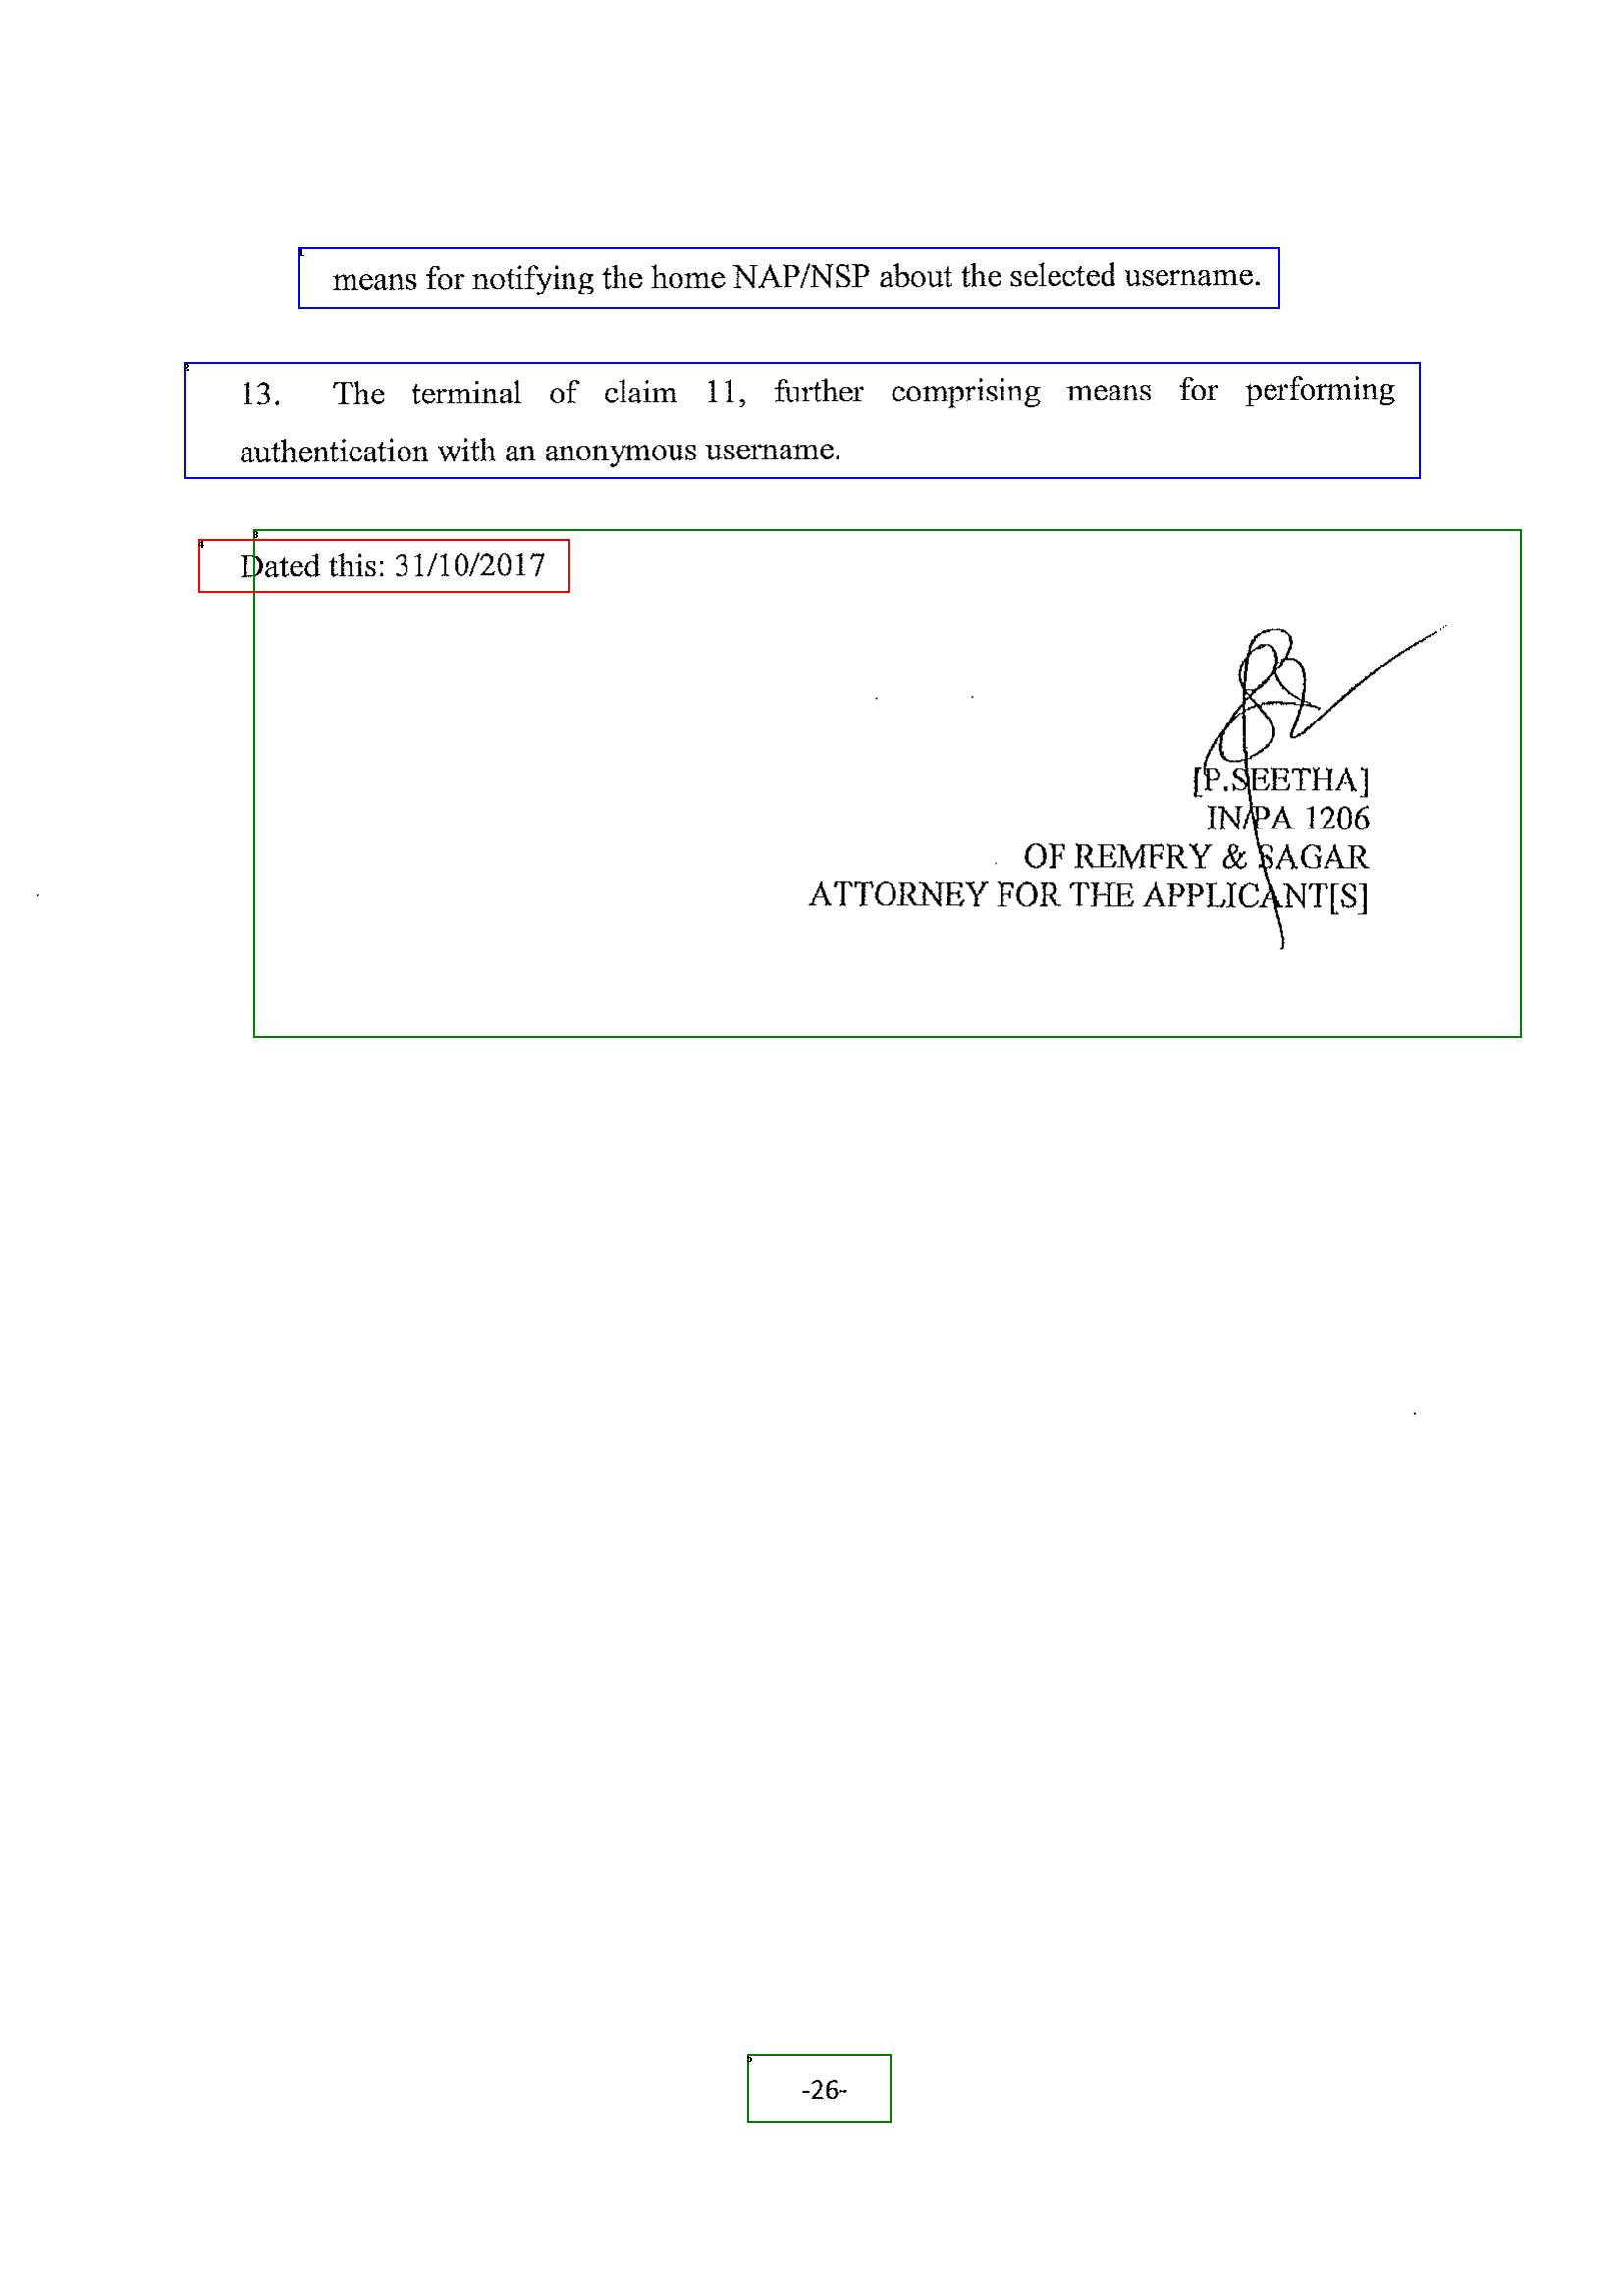 means for notifying the home NAP/NSP about the selected username.
13. The terminal of claim 11, further comprising means for performing
authentication with an anonymous username.
Dated this: 31/10/2017
[P.SEETHA]
IN/PA 1206
OF REMFRY & SAGAR
ATTORNEY FOR THE APPLICANT[S]
-26-